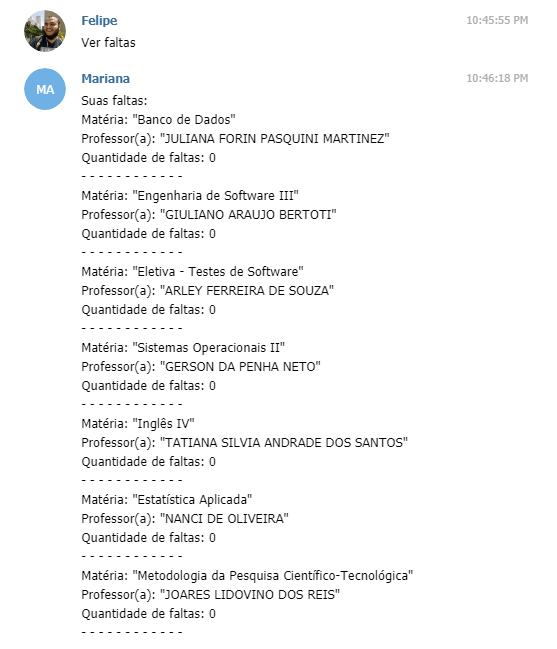 Felipe 10:45:55 PM
Ver faltas
MA
Mariana 10:46:18 PM
Suas faltas:
Matéria: "Banco de Dados"
Professor(a): "JULIANA FORIN PASQUINI MARTINEZ"
Quantidade de faltas: 0
- - - - - - - - - - - -
Matéria: "Engenharia de Software III"
Professor(a): "GIULIANO ARAUJO BERTOTI"
Quantidade de faltas: 0
- - - - - - - - - - - -
Matéria: "Eletiva - Testes de Software"
Professor(a): "ARLEY FERREIRA DE SOUZA"
Quantidade de faltas: 0
- - - - - - - - - - - -
Matéria: "Sistemas Operacionais II"
Professor(a): "GERSON DA PENHA NETO"
Quantidade de faltas: 0
- - - - - - - - - - - -
Matéria: "Inglês IV"
Professor(a): "TATIANA SILVIA ANDRADE DOS SANTOS"
Quantidade de faltas: 0
- - - - - - - - - - - -
Matéria: "Estatística Aplicada"
Professor(a): "NANCI DE OLIVEIRA"
Quantidade de faltas: 0
- - - - - - - - - - - -
Matéria: "Metodologia da Pesquisa Científico-Tecnológica"
Professor(a): "JOARES LIDOVINO DOS REIS"
Quantidade de faltas: 0
- - - - - - - - - - - -